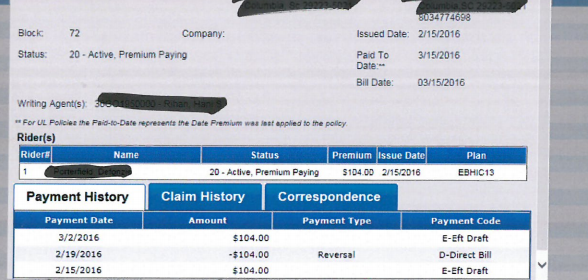 8034774698
Block: 72 Company: Issued Date: 2/15/2016
Status: 20 - Active, Premium Paying Paid To Date:** 3/15/2016
Bill Date: 03/15/2016
Writing Agent(s):
** For UL Policies the Paid-to-Date represents the Date Premium was last applied to the policy.
Rider(s)
Rider# Name Status Premium Issue Date Plan
1 20 - Active, Premium Paying $104.00 2/15/2016 EBHIC13
Payment History Claim History Correspondence
Payment Date Amount Payment Type Payment Code
3/2/2016 $104.00 E-Eft Draft
2/19/2016 -$104.00 Reversal D-Direct Bill
2/15/2016 $104.00 E-Eft Draft